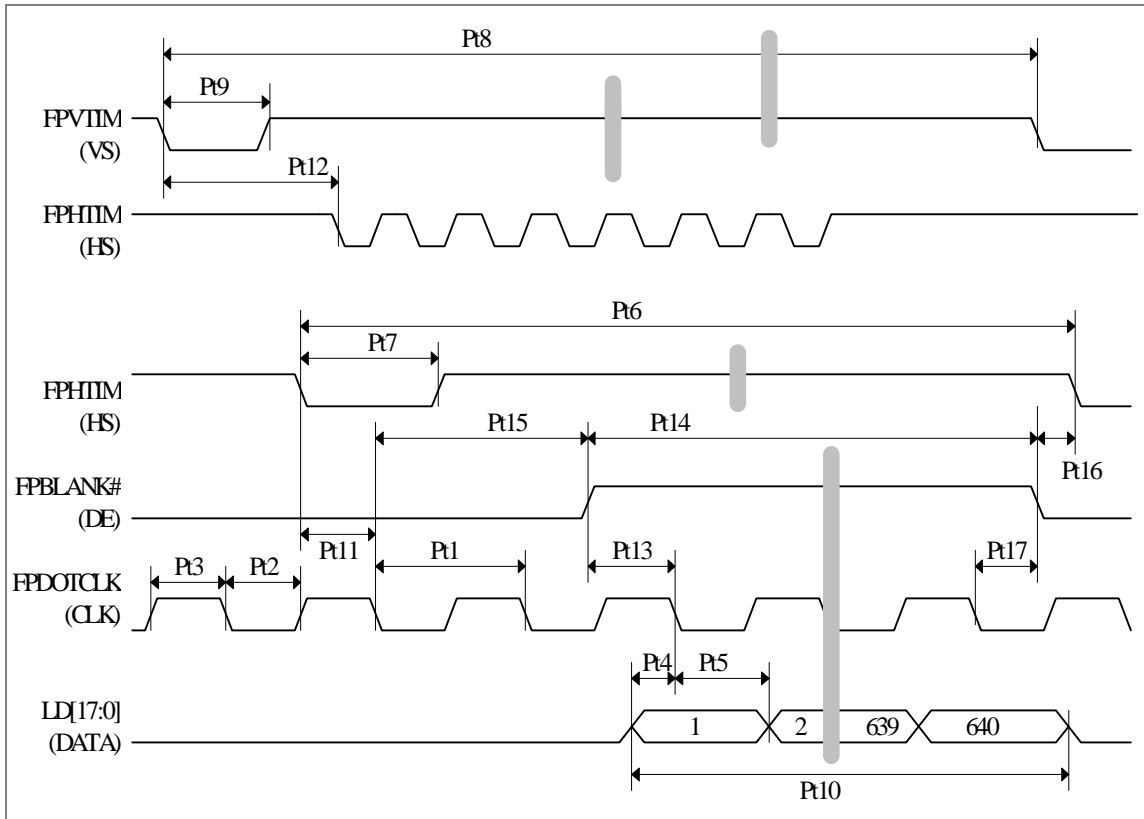 Pt8
Pt9
FPVTIM
(VS)
Pt12
FPHTIM
(HS)
Pt6
Pt7
FPHTIM
(HS)
Pt15
Pt14
Pt16
FPBLANK#
(DE)
Pt11
Pt1
Pt13
Pt17
Pt3
Pt2
FPDOTCLK
(CLK)
Pt4
Pt5
LD[17:0]
(DATA)
1
2
639
640
Pt10